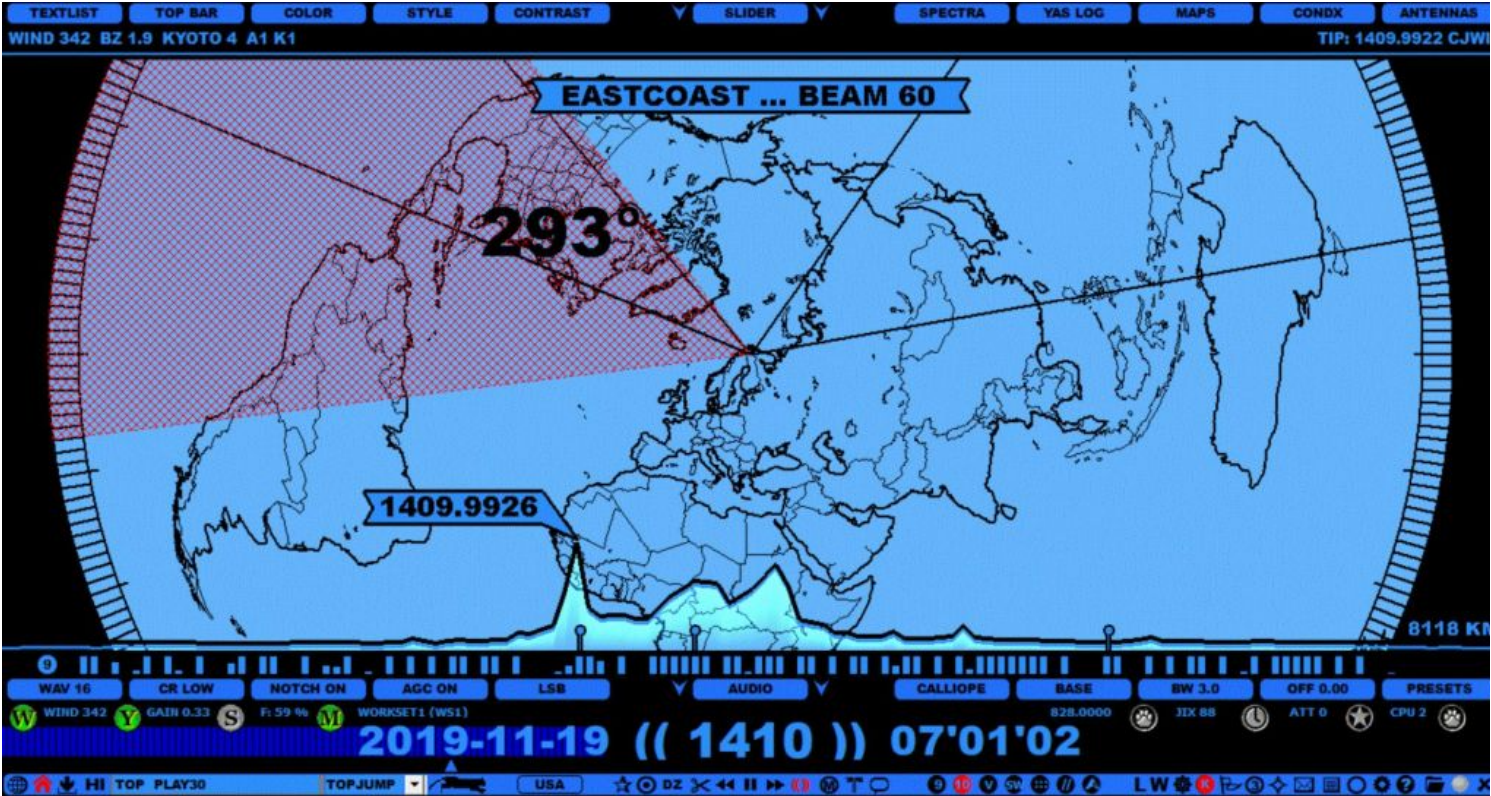 TEXTLIST TOP BAR COLOR STYLE CONTRAST SLIDER SPECTRA YAS LOG MAPS CONDX ANTENNAS
WIND 342 BZ 1.9 KYOTO 4 A1 K1 TIP: 1409.9922 CJWI
EASTCOAST ... BEAM 60
293°
1409.9926
8118 KM
9
WAV 16 CR LOW NOTCH ON AGC ON LSB AUDIO CALLIOPE BASE BW 3.0 OFF 0.00 PRESETS
W WIND 342 Y GAIN 0.33 S F: 59 % M WORKSET1 (WS1) 828.0000 JIX 88 ATT 0 CPU 2
2019-11-19 (( 1410 )) 07'01'02
HI TOP PLAY30 TOPJUMP USA DZ M 9 10 V SW // L W K 3 ?